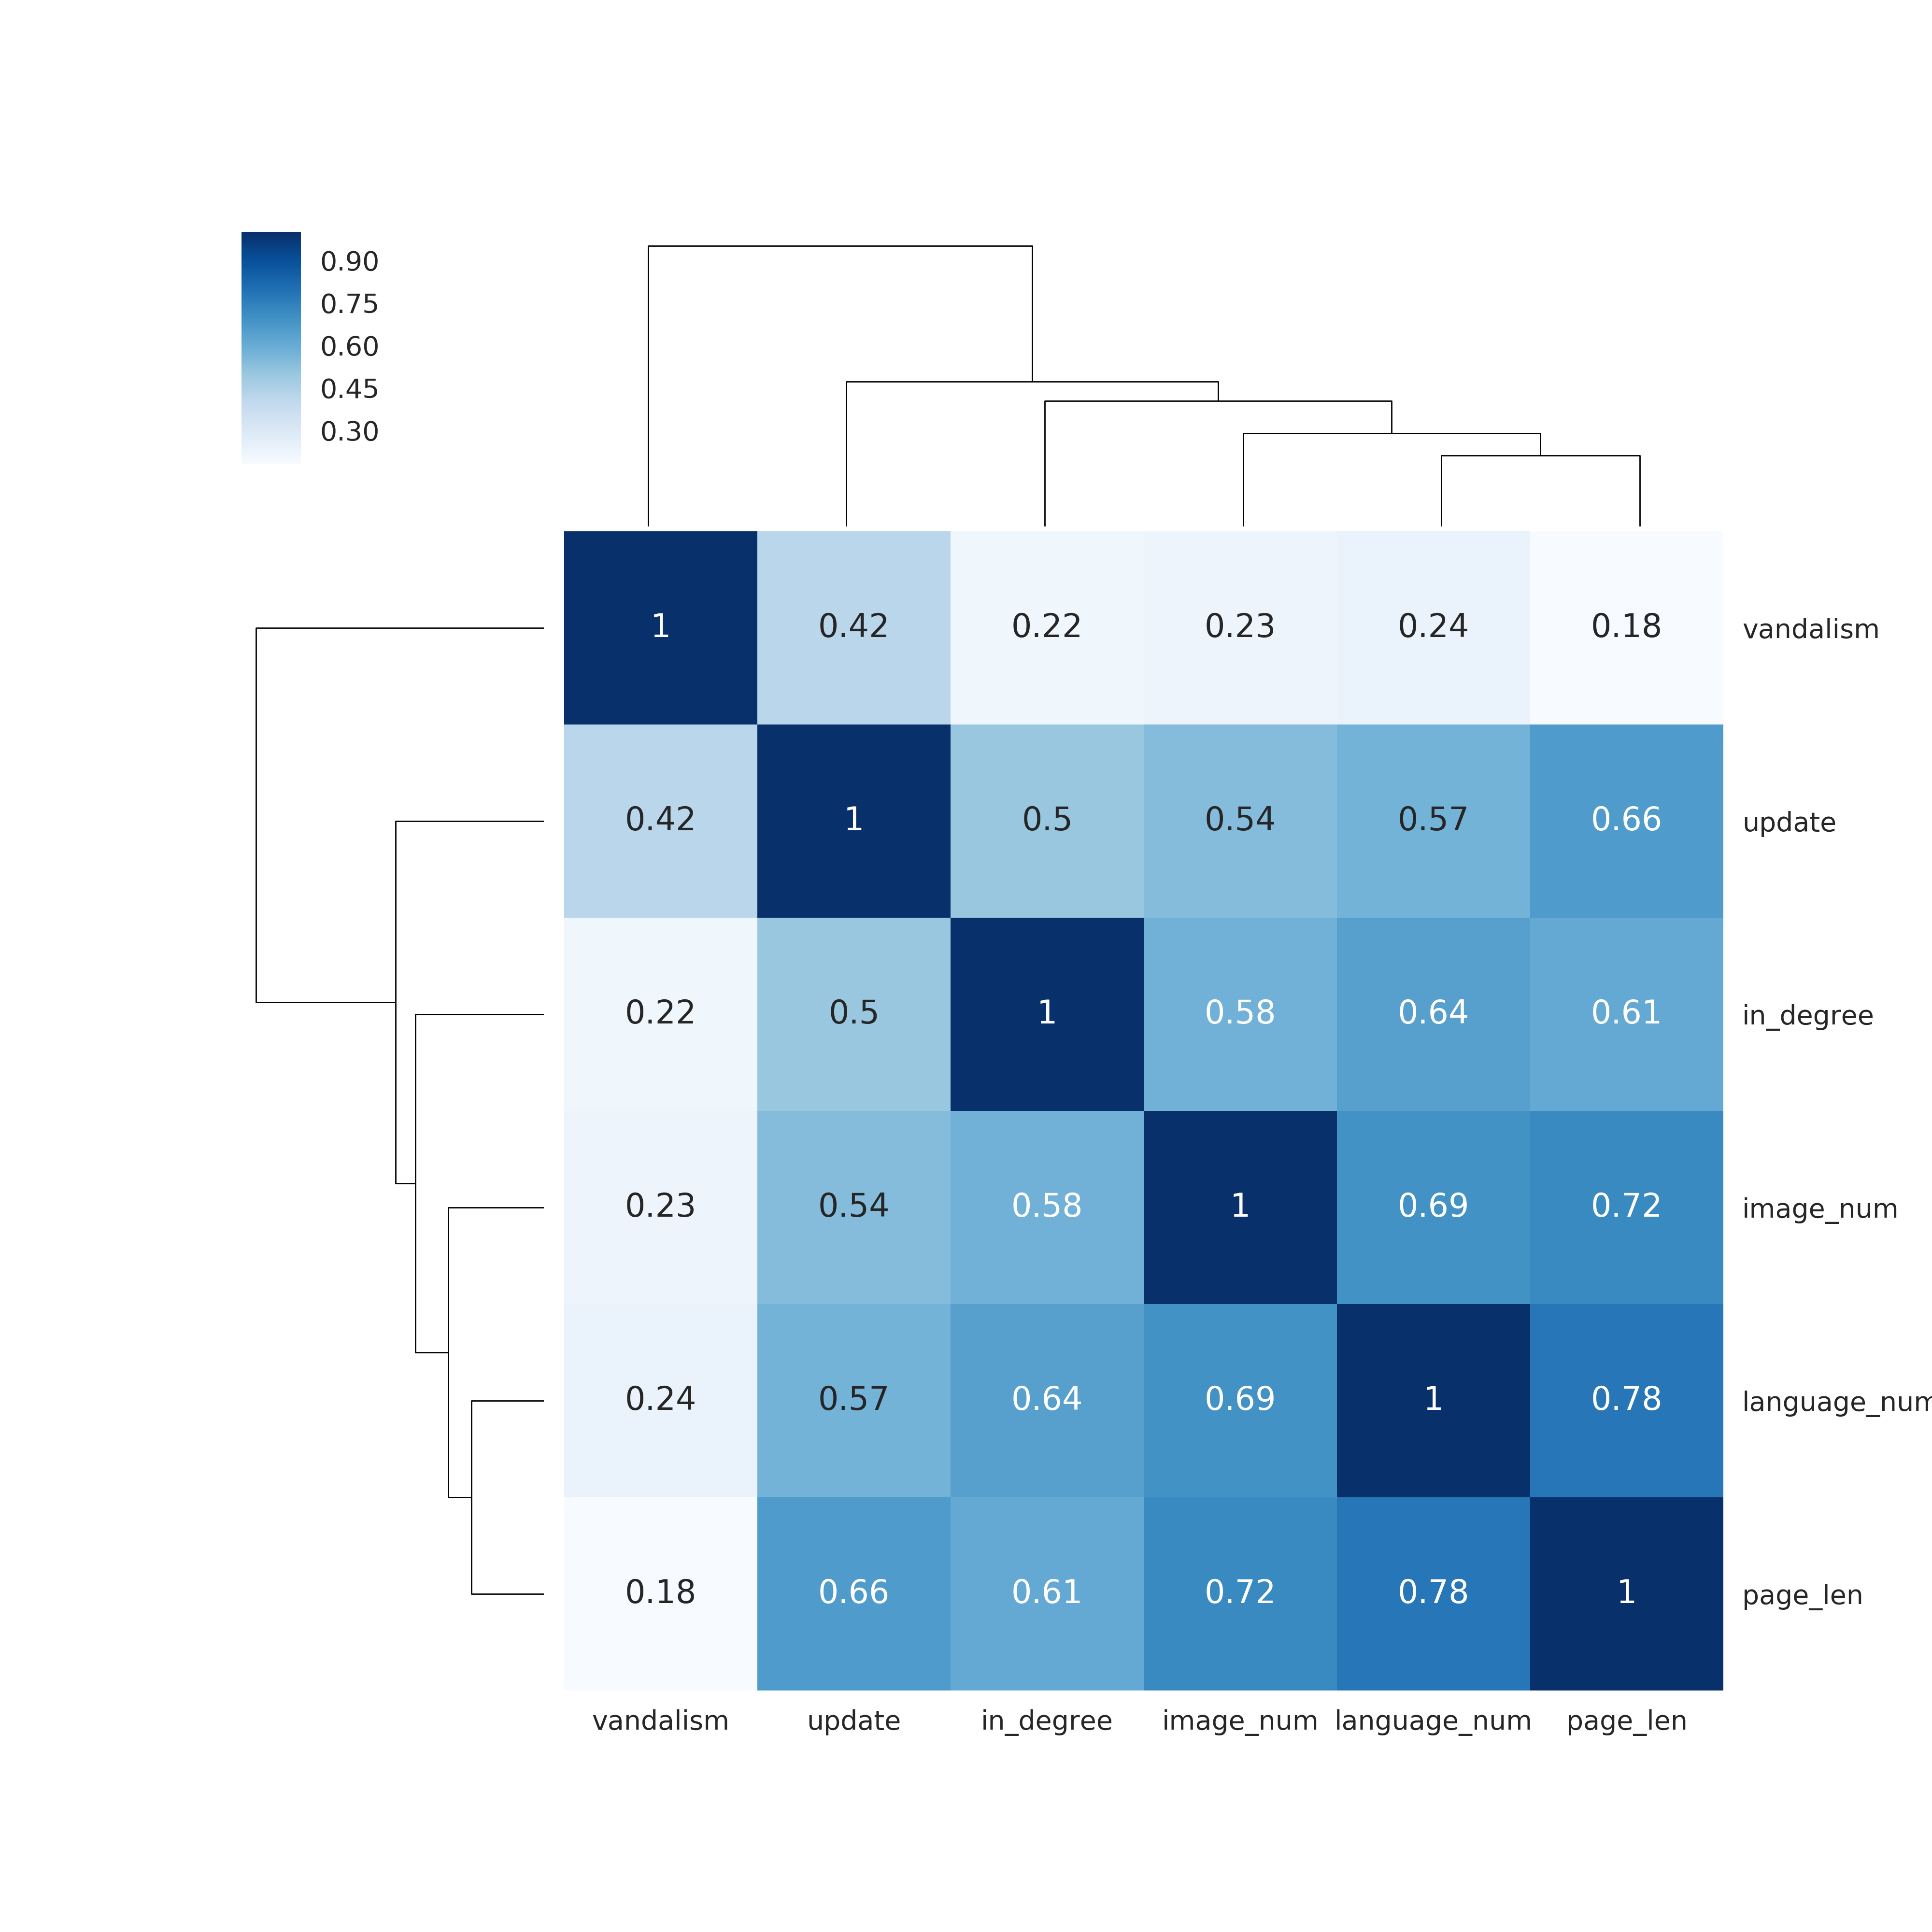 0.90
0.75
0.60
0.45
0.30
1 0.42 0.22 0.23 0.24 0.18 vandalism
0.42 1 0.5 0.54 0.57 0.66 update
0.22 0.5 1 0.58 0.64 0.61 in_degree
0.23 0.54 0.58 1 0.69 0.72 image_num
0.24 0.57 0.64 0.69 1 0.78 language_num
0.18 0.66 0.61 0.72 0.78 1 page_len
vandalism update in_degree image_num language_num page_len